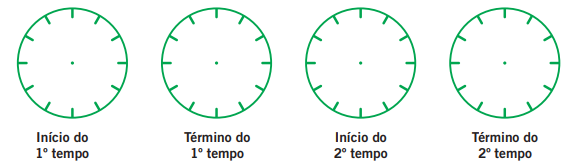 Início do
1º tempo
Término do
1º tempo
Início do
2º tempo
Término do
2º tempo